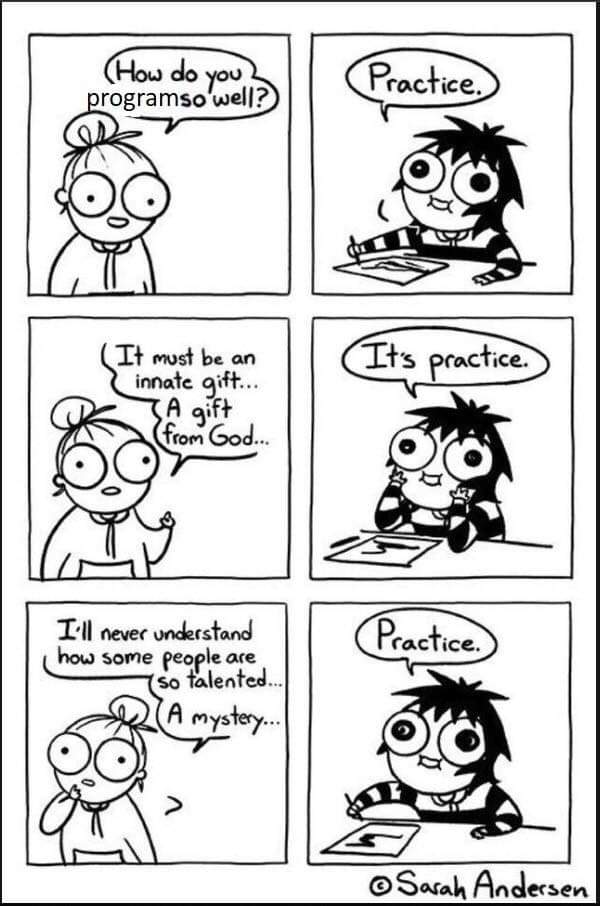 How do you
programso well?
Practice.
It must be an
innate gift...
A gift
from God...
It's practice.
I'll never understand
how some people are
so talented...
A mystery...
Practice.
© Sarah Andersen